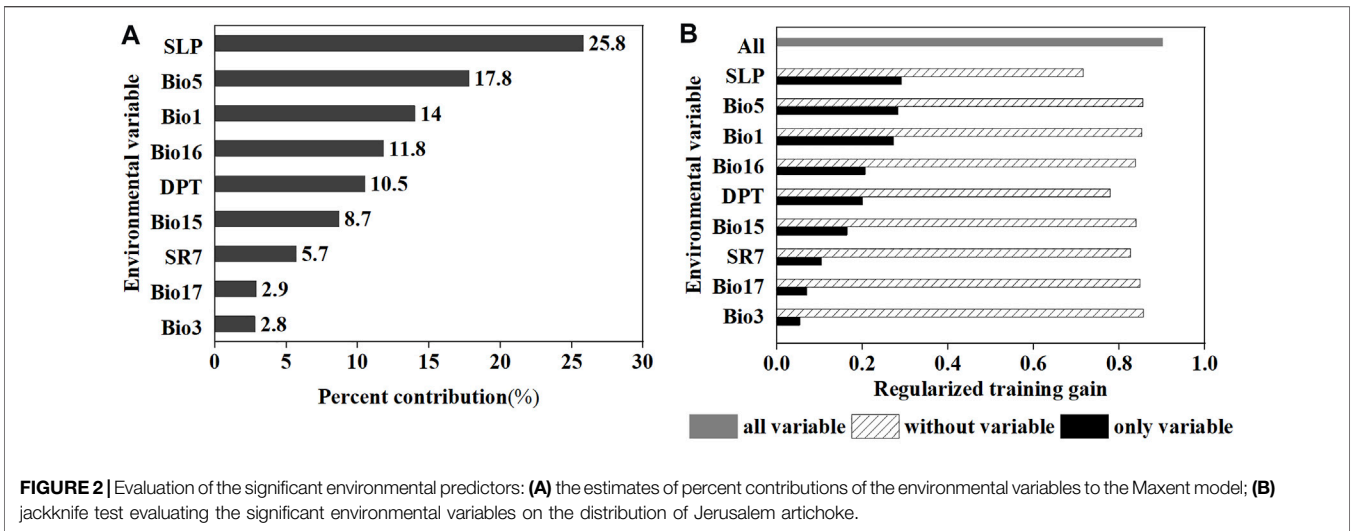 A
Environmental variable
SLP
25.8
Bio5
17.8
Bio1
14
Bio16
11.8
DPT
10.5
Bio15
8.7
SR7
5.7
Bio17
2.9
Bio3
2.8
0 5 10 15 20 25 30
Percent contribution(%)
B
Environmental variable
All
SLP
Bio5
Bio1
Bio16
DPT
Bio15
SR7
Bio17
Bio3
0.0 0.2 0.4 0.6 0.8 1.0
Regularized training gain
all variable without variable only variable
FIGURE 2 | Evaluation of the significant environmental predictors: (A) the estimates of percent contributions of the environmental variables to the Maxent model; (B)
jackknife test evaluating the significant environmental variables on the distribution of Jerusalem artichoke.